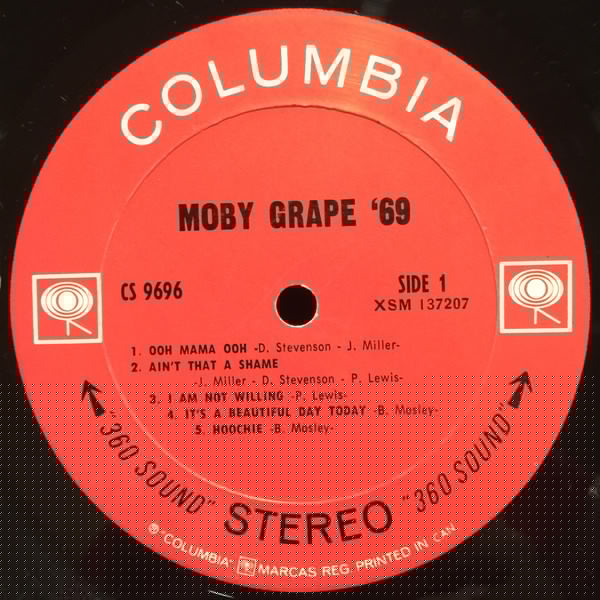 COLUMBIA
MOBY GRAPE '69
CS 9696
SIDE 1
XSM 137207
1. OOH MAMA OOH -D. Stevenson - J. Miller-
2. AIN'T THAT A SHAME
-J. Miller - D. Stevenson - P. Lewis-
3. I AM NOT WILLING -P. Lewis-
4. IT'S A BEAUTIFUL DAY TODAY -B. Mosley-
5. HOOCHIE -B. Mosley-
"360 SOUND" STEREO "360 SOUND"
® "COLUMBIA" MARCAS REG. PRINTED IN CAN